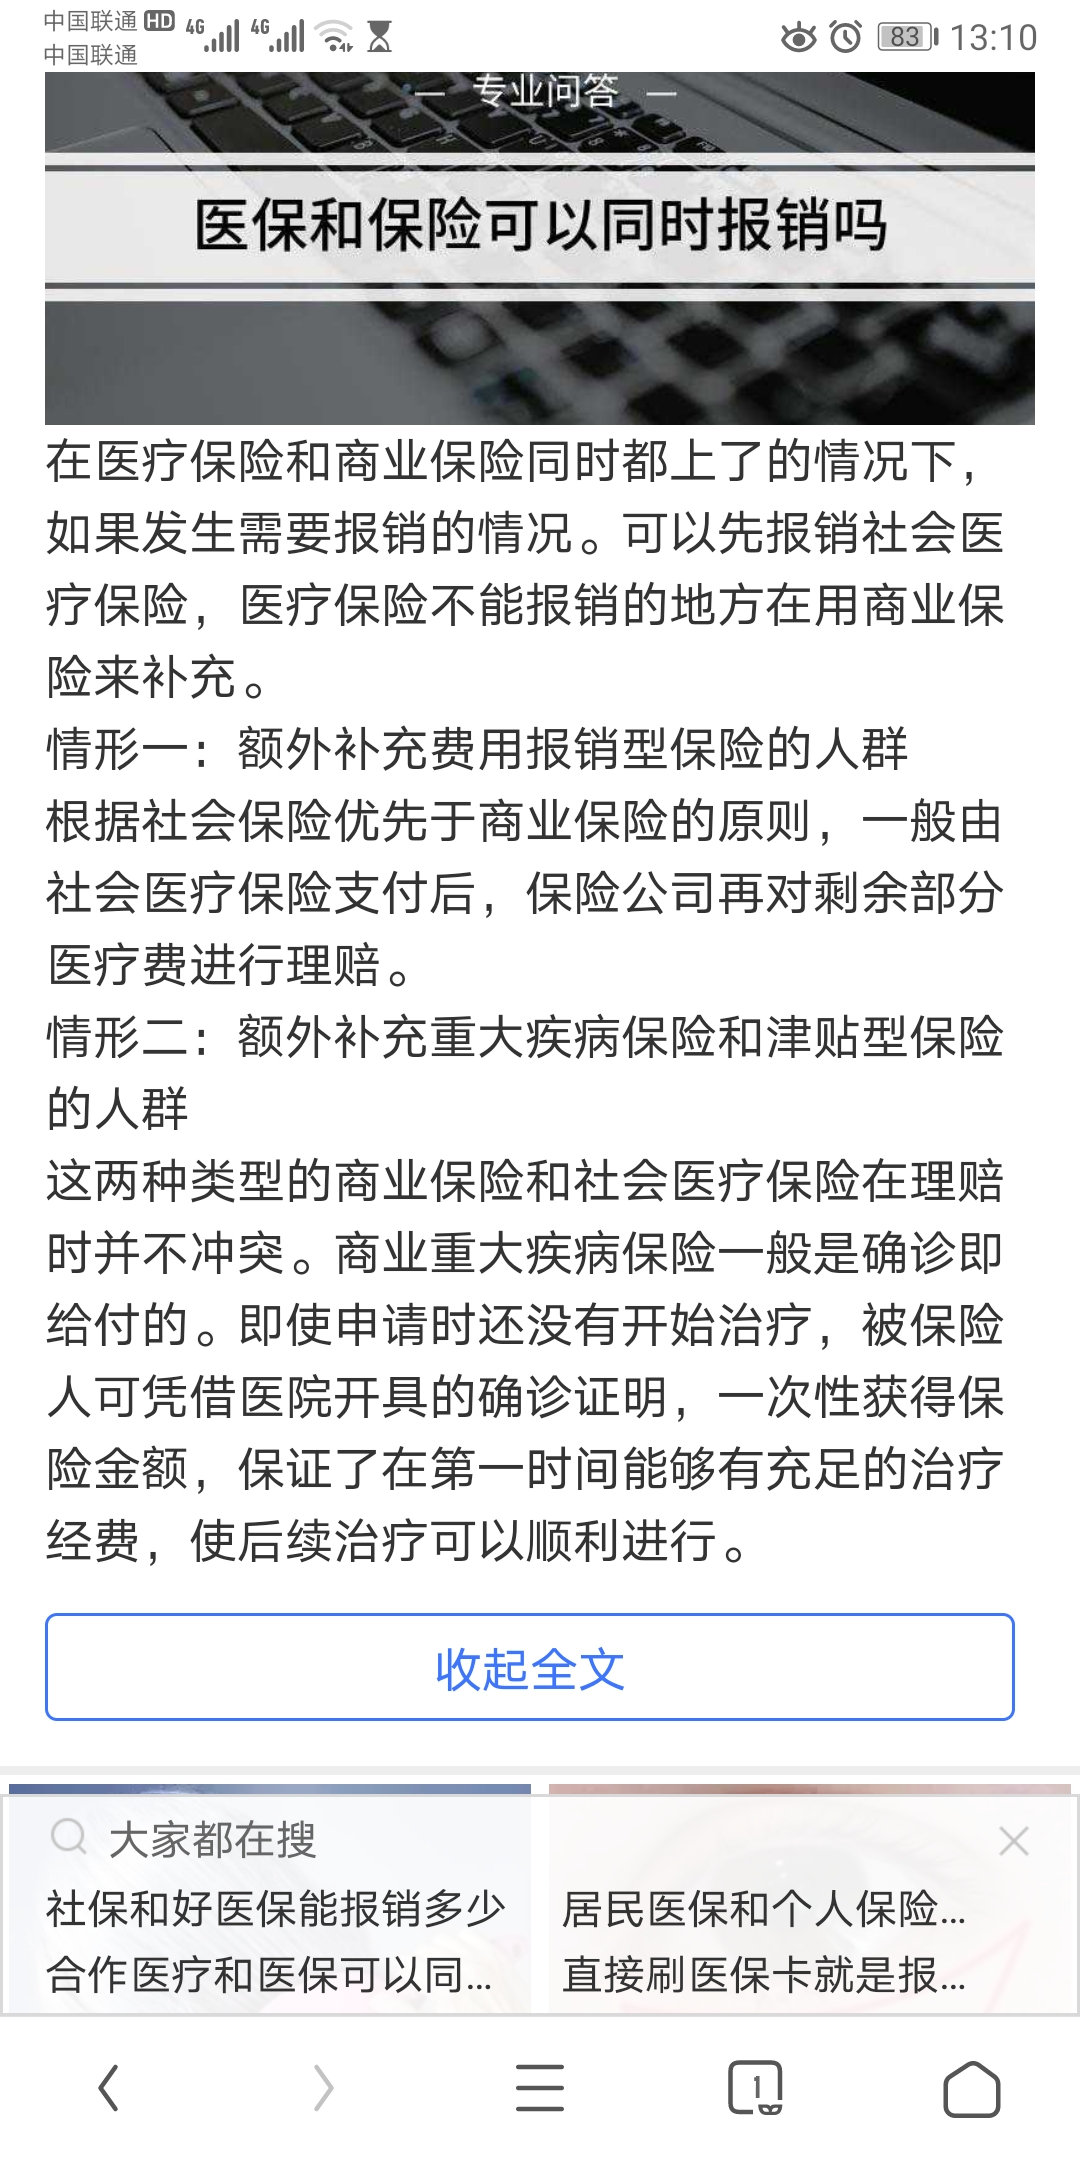 中国联通 HD 4G 4G 83 13:10
中国联通
— 专业问答 —
医保和保险可以同时报销吗
在医疗保险和商业保险同时都上了的情况下，
如果发生需要报销的情况。可以先报销社会医
疗保险，医疗保险不能报销的地方在用商业保
险来补充。
情形一：额外补充费用报销型保险的人群
根据社会保险优先于商业保险的原则，一般由
社会医疗保险支付后，保险公司再对剩余部分
医疗费进行理赔。
情形二：额外补充重大疾病保险和津贴型保险
的人群
这两种类型的商业保险和社会医疗保险在理赔
时并不冲突。商业重大疾病保险一般是确诊即
给付的。即使申请时还没有开始治疗，被保险
人可凭借医院开具的确诊证明，一次性获得保
险金额，保证了在第一时间能够有充足的治疗
经费，使后续治疗可以顺利进行。
收起全文
大家都在搜
社保和好医保能报销多少 居民医保和个人保险...
合作医疗和医保可以同... 直接刷医保卡就是报...
1